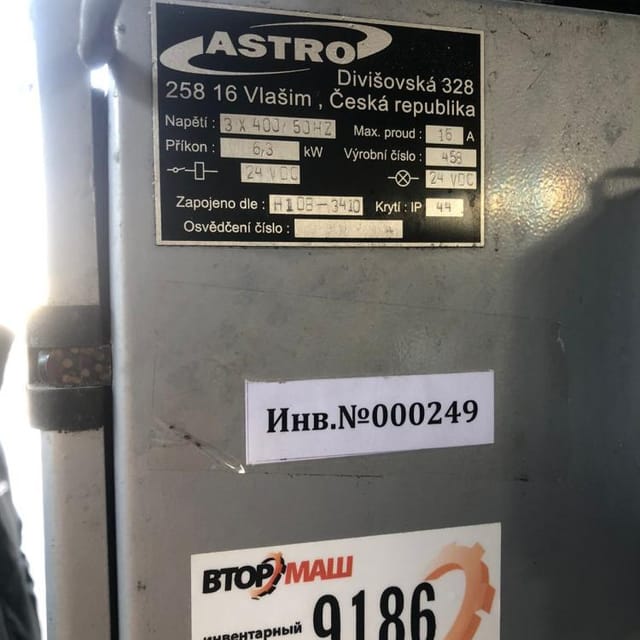 ASTRO
Divišovská 328
258 16 Vlašim , Česká republika
Napětí : 3 X 400/50HZ Max. proud : 16 A
Příkon : 6,3 kW Výrobní číslo : 458
24 VDC 24 VDC
Zapojeno dle : H10B-3410 Krytí : IP 44
Osvědčení číslo :
Инв.№000249
ВТОРМАШ
инвентарный 9186